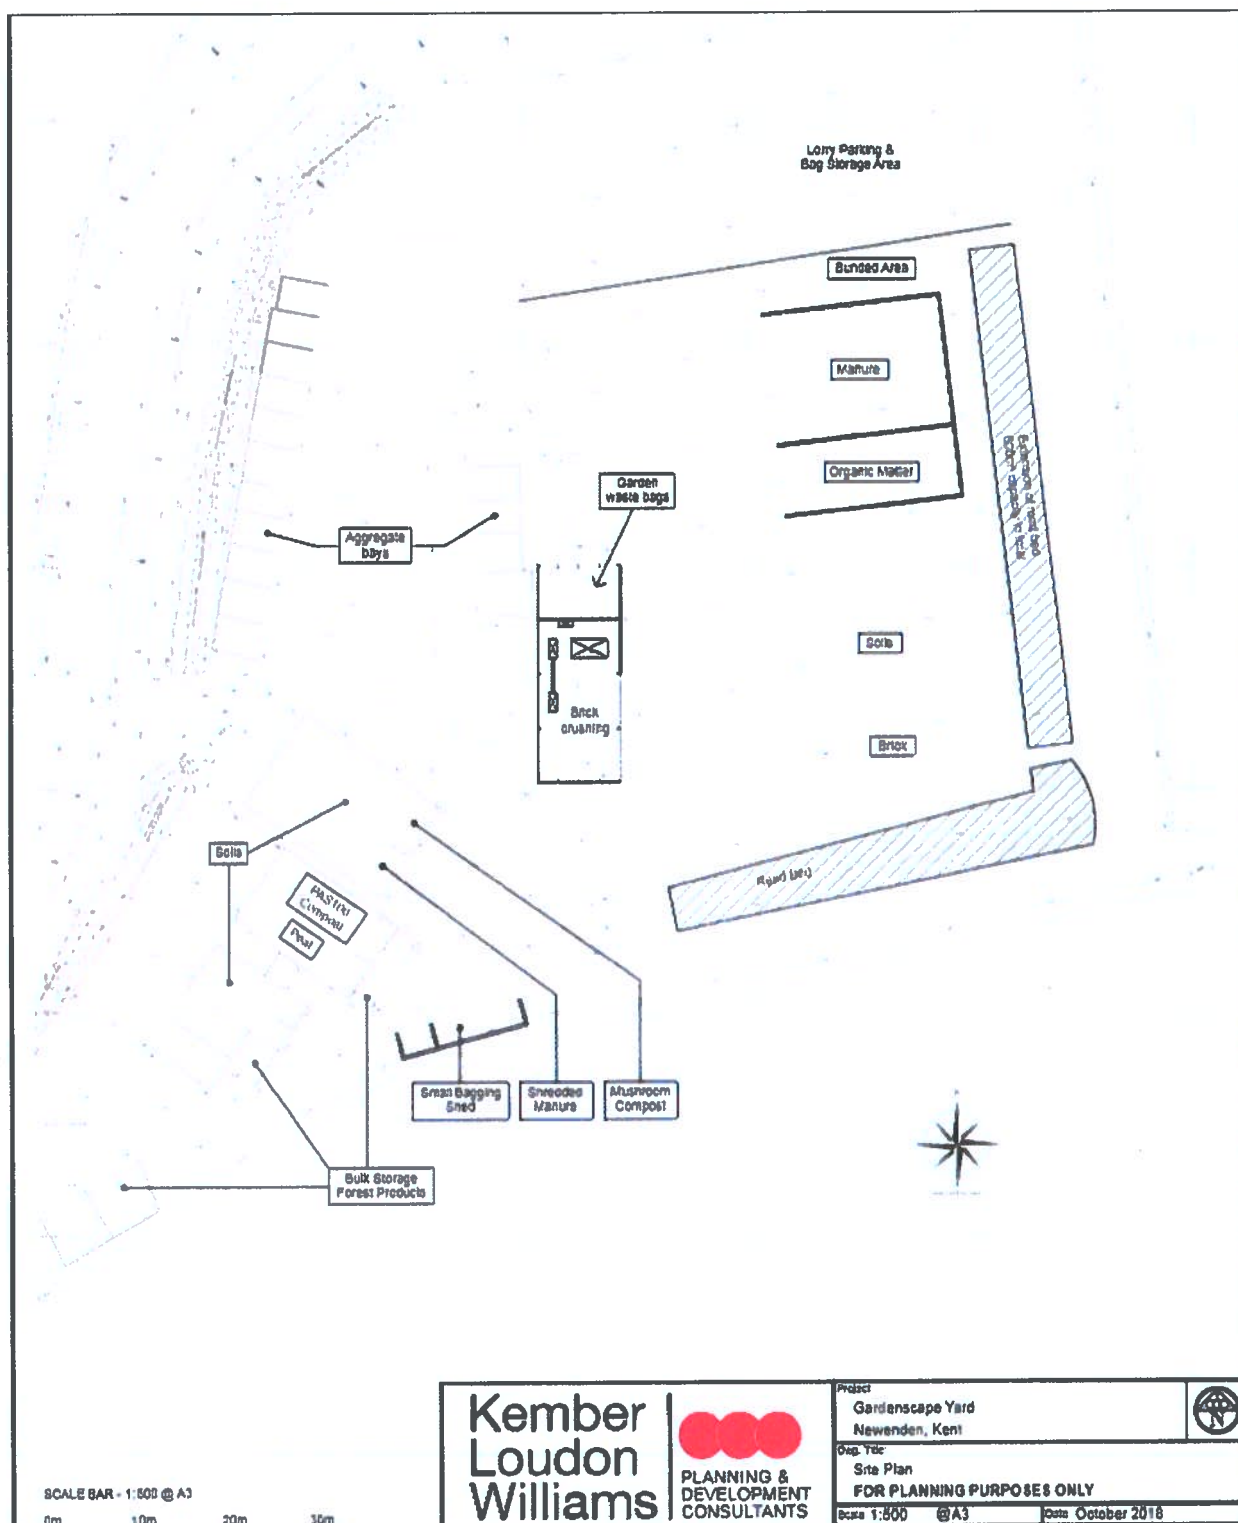 Lorry Parking &
Bag Storage Area
Bunded Area
Manure
Organic Matter
Garden
waste bags
Aggregate
bays
Soils
Brick
crushing
Brick
Reed bed
Soils
PAS100
Compost
Peat
Small Bagging
Shed
Shredded
Manure
Mushroom
Compost
Bulk Storage
Forest Products
Kember
Loudon
Williams
PLANNING &
DEVELOPMENT
CONSULTANTS
Project
Gardenscape Yard
Newenden, Kent
N
Dwg. Title
Site Plan
FOR PLANNING PURPOSES ONLY
Scale 1:500 @A3
Date October 2018
SCALE BAR - 1:500 @ A3
0m 10m 20m 30m